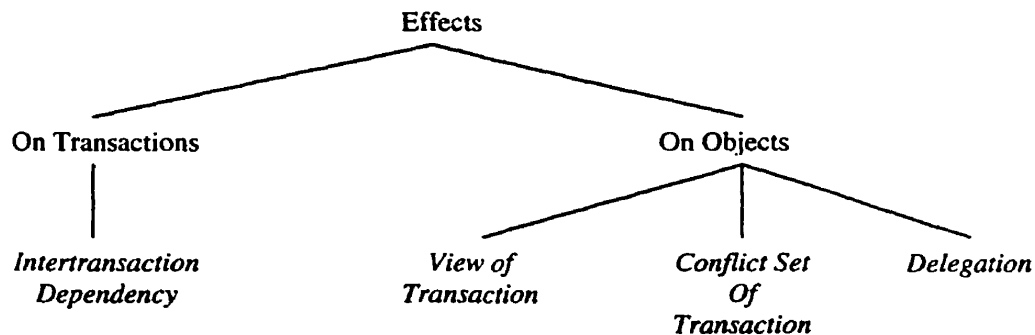 Effects
On Transactions
On Objects
Intertransaction
Dependency
View of
Transaction
Conflict Set
Of
Transaction
Delegation